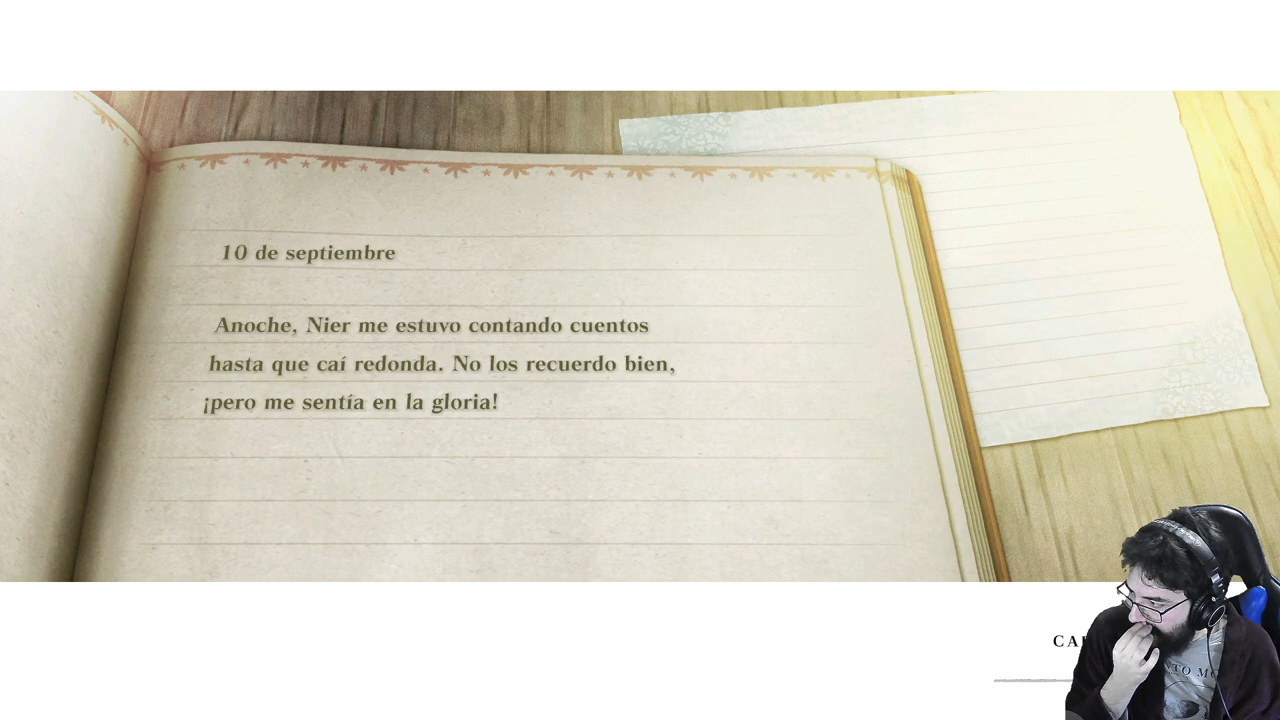 10 de septiembre
Anoche, Nier me estuvo contando cuentos
hasta que caí redonda. No los recuerdo bien,
¡pero me sentía en la gloria!